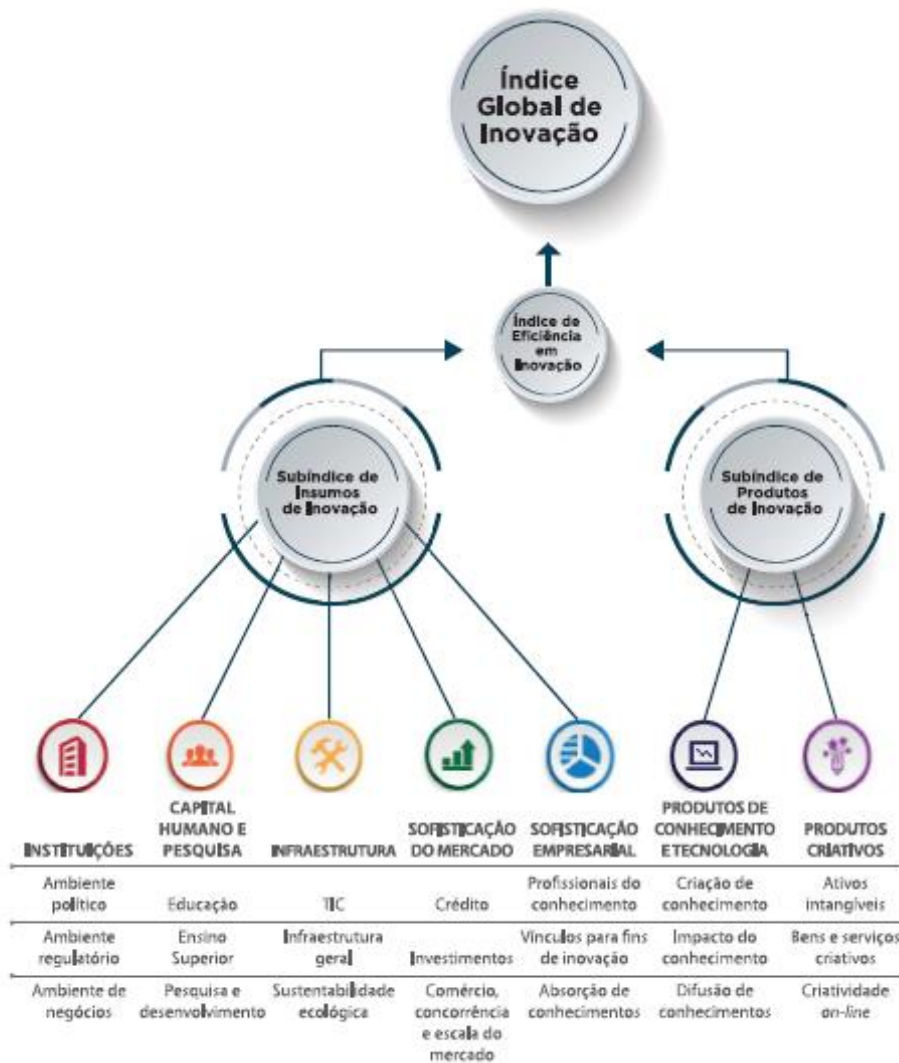 Índice
Global de
Inovação
Índice de
Eficiência
em
Inovação
Subíndice de
Insumos
de Inovação
Subíndice de
Produtos
de Inovação
INSTITUIÇÕES
CAPITAL
HUMANO E
PESQUISA
INFRAESTRUTURA
SOFISTICAÇÃO
DO MERCADO
SOFISTICAÇÃO
EMPRESARIAL
PRODUTOS DE
CONHECIMENTO
E TECNOLOGIA
PRODUTOS
CRIATIVOS
Ambiente
político
Educação
TIC
Crédito
Profissionais do
conhecimento
Criação de
conhecimento
Ativos
intangíveis
Ambiente
regulatório
Ensino
Superior
Infraestrutura
geral
Investimentos
Vínculos para fins
de inovação
Impacto do
conhecimento
Bens e serviços
criativos
Ambiente de
negócios
Pesquisa e
desenvolvimento
Sustentabilidade
ecológica
Comércio,
concorrência
e escala do
mercado
Absorção de
conhecimentos
Difusão de
conhecimentos
Criatividade
on-line